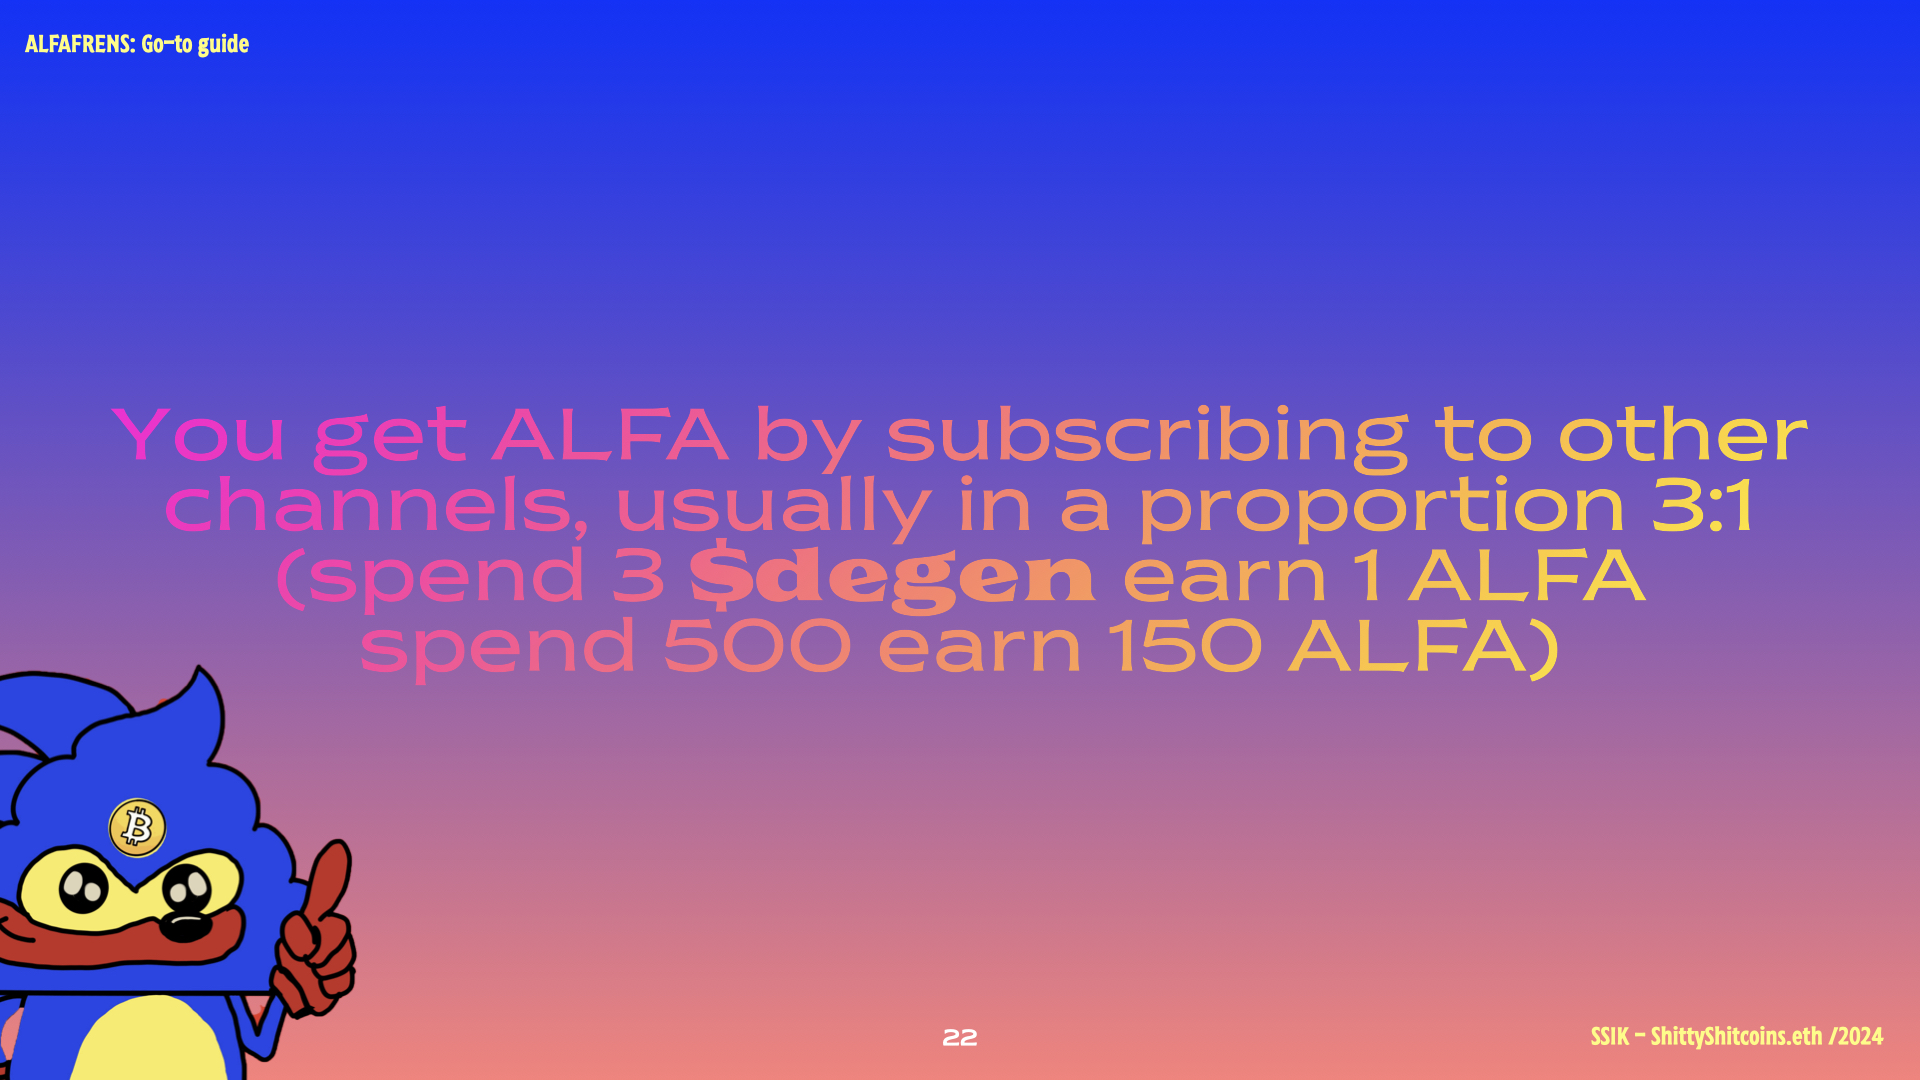 ALFAFRENS: Go-to guide
You get ALFA by subscribing to other
channels, usually in a proportion 3:1
(spend 3 $degen earn 1 ALFA
spend 500 earn 150 ALFA)
22
SSIK - ShittyShitcoins.eth /2024